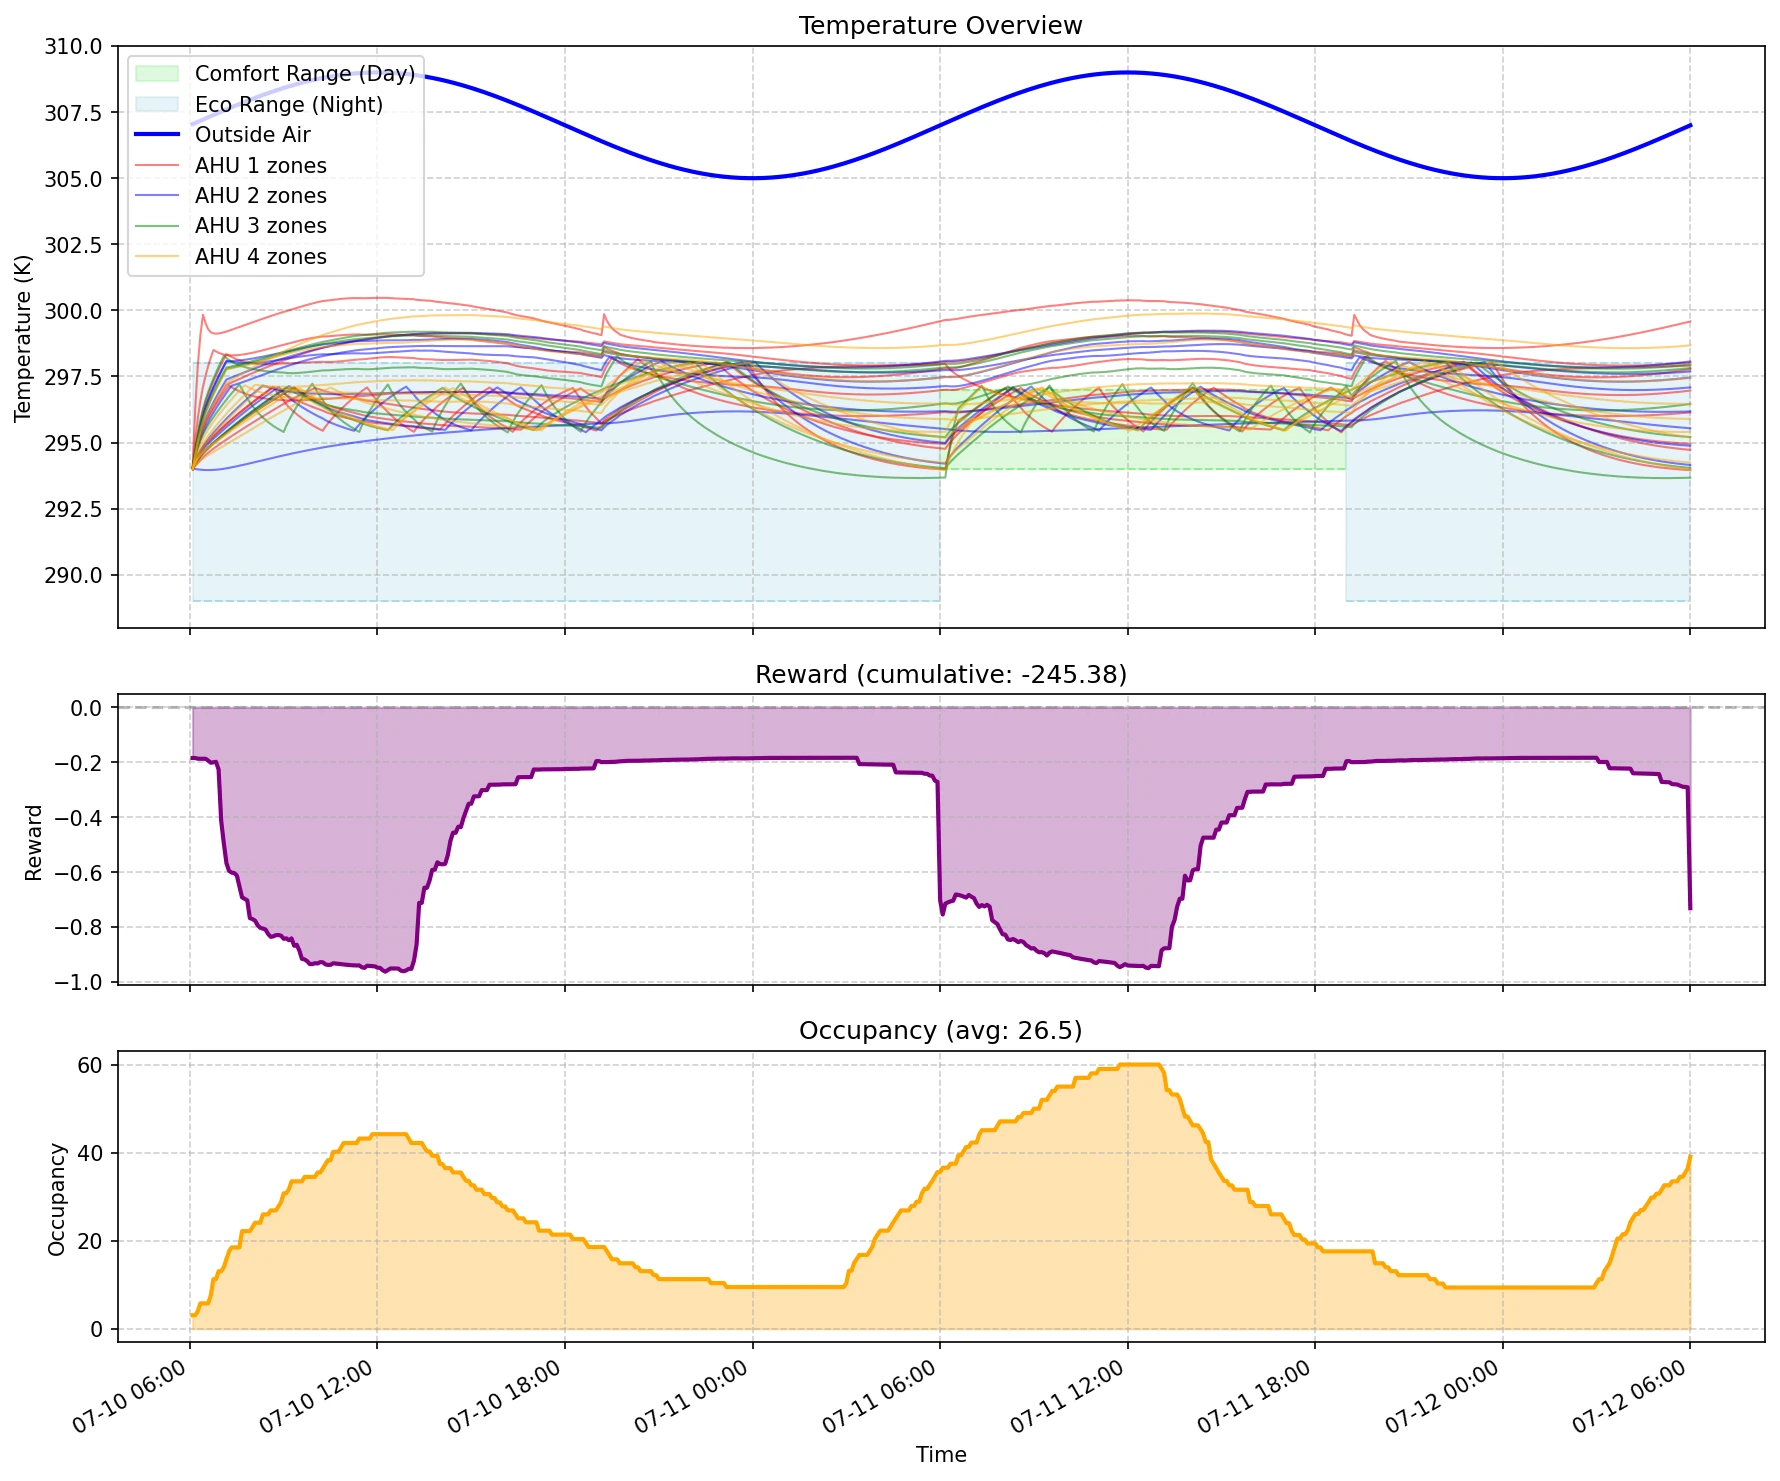 Temperature Overview
310.0
307.5
305.0
302.5
300.0
297.5
295.0
292.5
290.0
Temperature (K)
Comfort Range (Day)
Eco Range (Night)
Outside Air
AHU 1 zones
AHU 2 zones
AHU 3 zones
AHU 4 zones
Reward (cumulative: -245.38)
0.0
−0.2
−0.4
−0.6
−0.8
−1.0
Reward
Occupancy (avg: 26.5)
60
40
20
0
Occupancy
07-10 06:00
07-10 12:00
07-10 18:00
07-11 00:00
07-11 06:00
07-11 12:00
07-11 18:00
07-12 00:00
07-12 06:00
Time